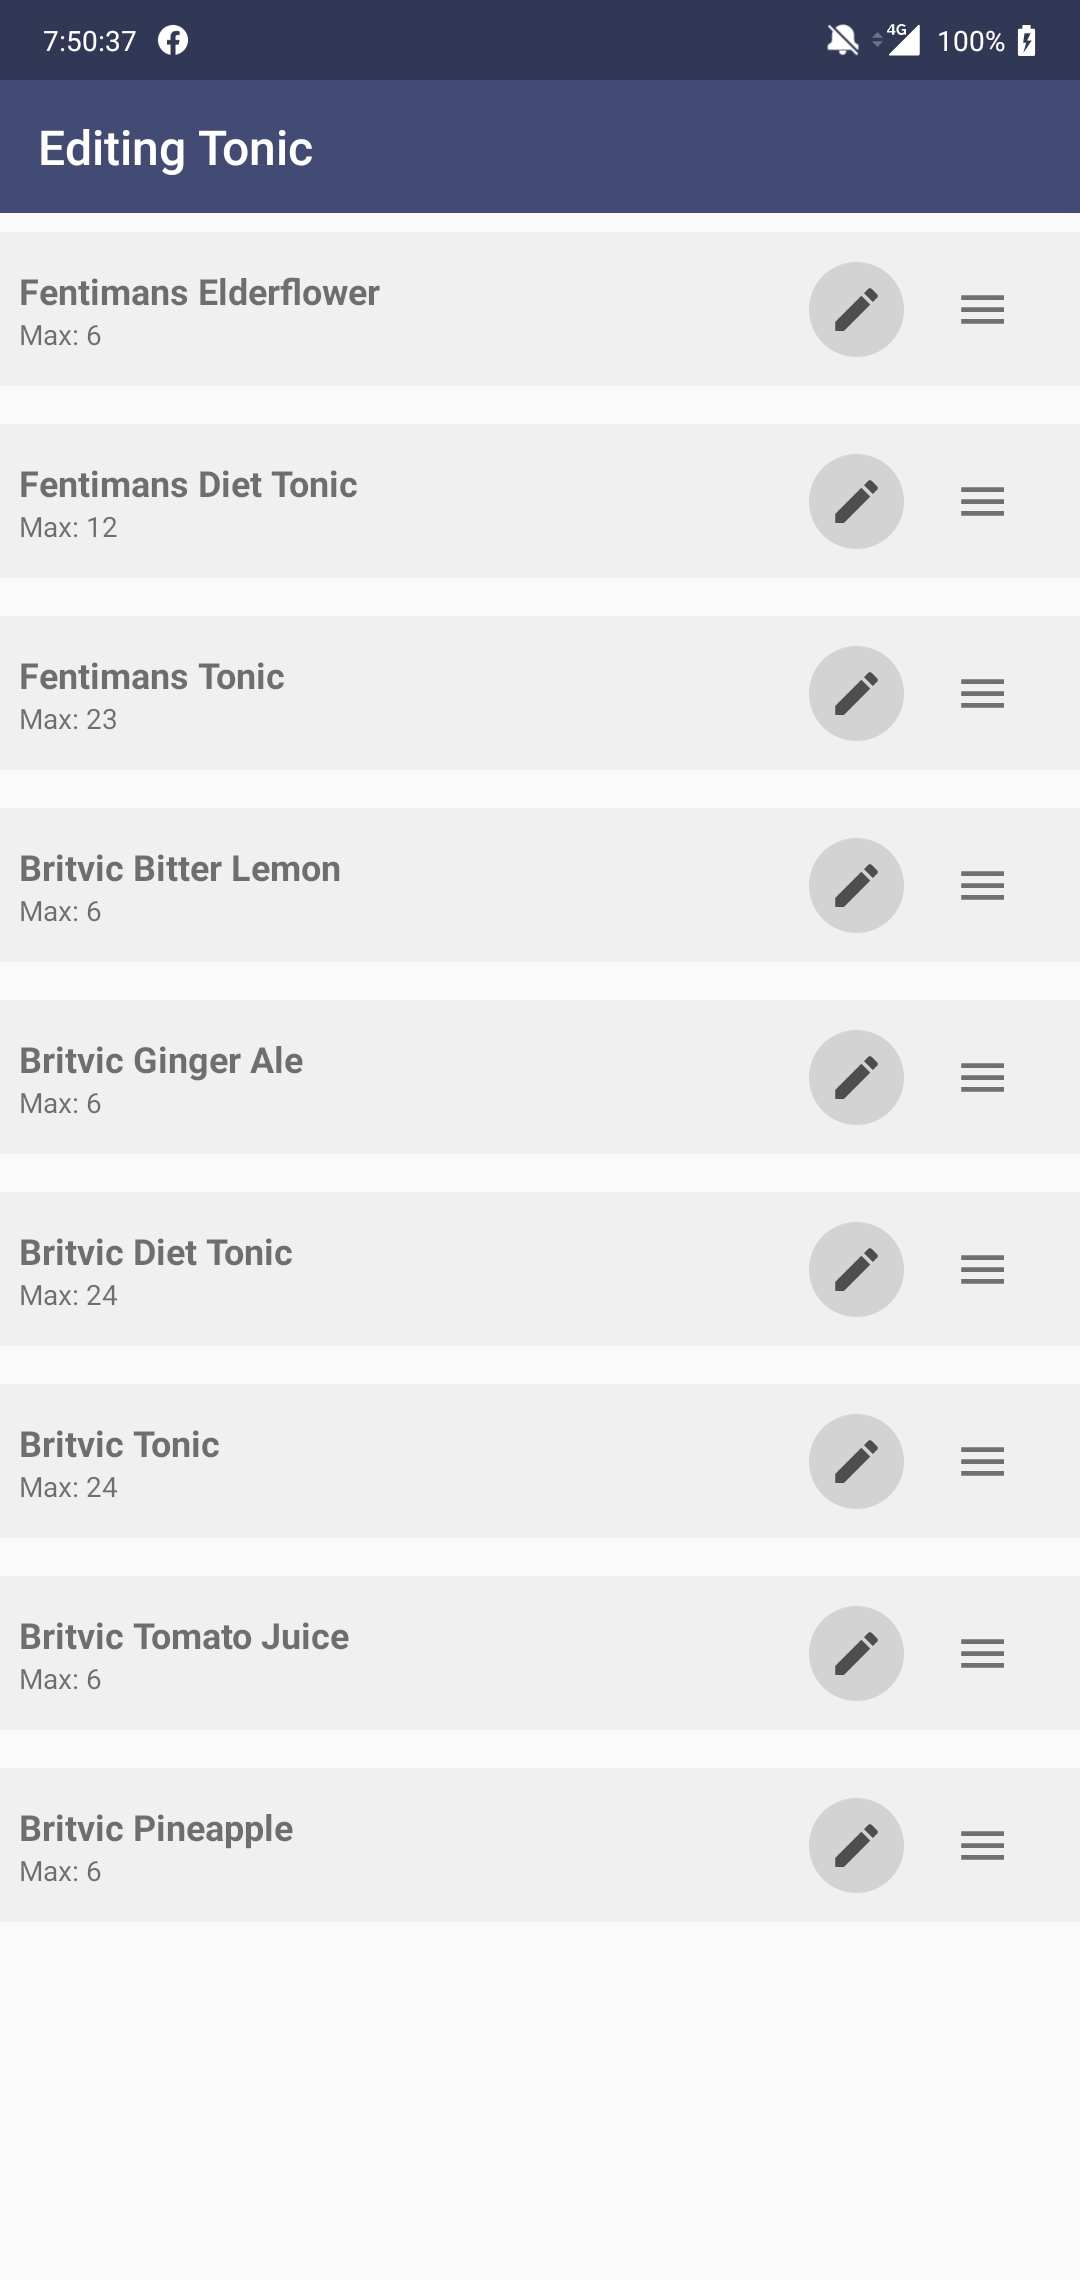 7:50:37 4G 100%
Editing Tonic
Fentimans Elderflower
Max: 6
Fentimans Diet Tonic
Max: 12
Fentimans Tonic
Max: 23
Britvic Bitter Lemon
Max: 6
Britvic Ginger Ale
Max: 6
Britvic Diet Tonic
Max: 24
Britvic Tonic
Max: 24
Britvic Tomato Juice
Max: 6
Britvic Pineapple
Max: 6